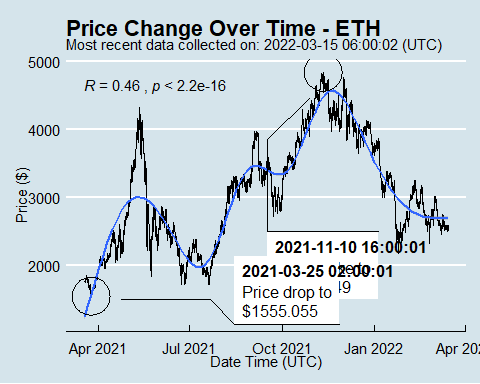 Price Change Over Time - ETH
Most recent data collected on: 2022-03-15 06:00:02 (UTC)
5000
R = 0.46 , p < 2.2e-16
4000
Price ($)
3000
2000
2021-11-10 16:00:01
49
2021-03-25 02:00:01
Price drop to
$1555.055
Apr 2021
Jul 2021
Oct 2021
Jan 2022
Apr 20
Date Time (UTC)